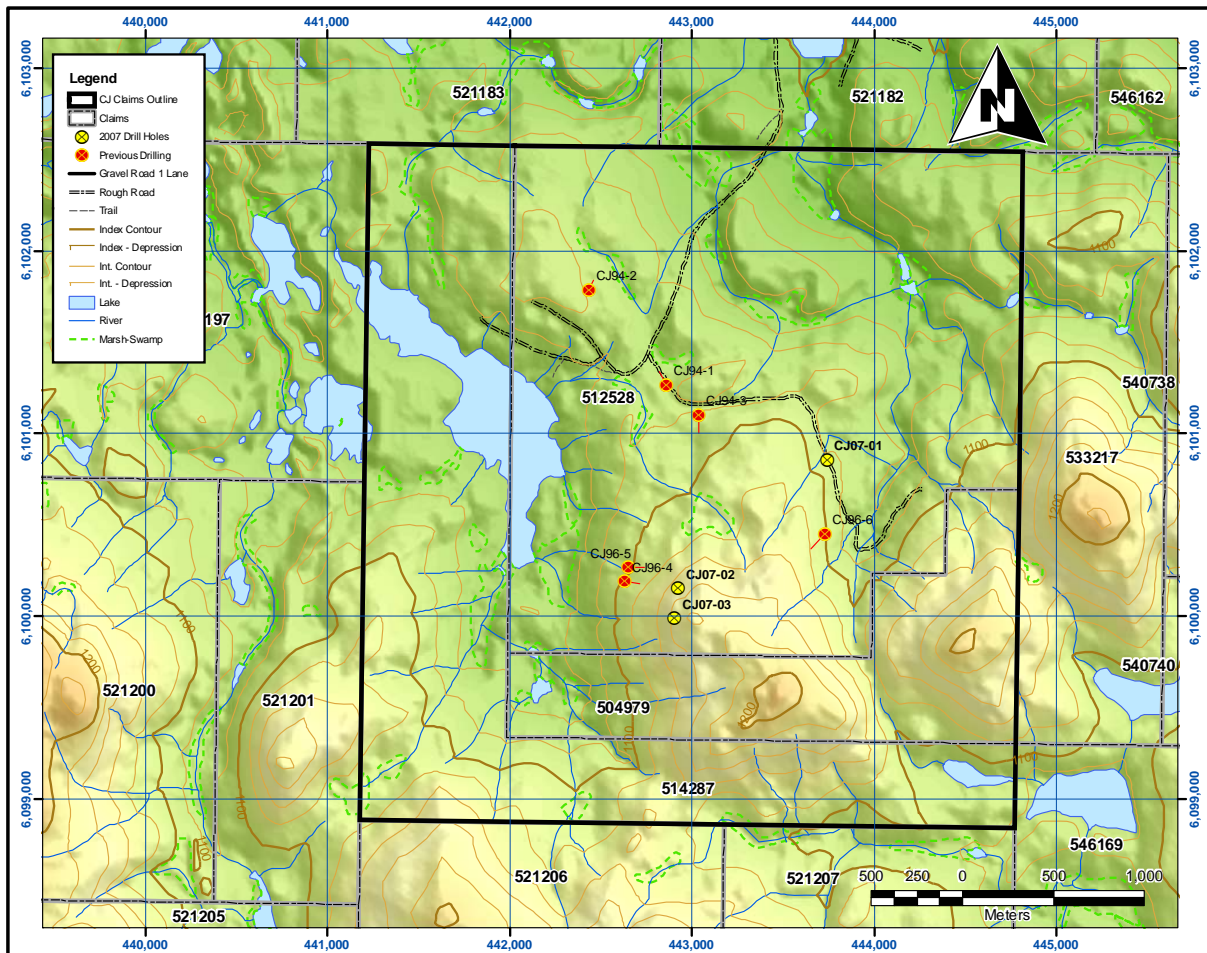 440,000
441,000
442,000
443,000
444,000
445,000
6,103,000
6,102,000
6,101,000
6,100,000
6,099,000
Legend
CJ Claims Outline
Claims
2007 Drill Holes
Previous Drilling
Gravel Road 1 Lane
Rough Road
Trail
Index Contour
Index - Depression
Int. Contour
Int. - Depression
Lake
River
Marsh-Swamp
N
521183
521182
546162
6,103,000
1100
6,102,000
CJ94-2
197
CJ94-1
540738
512528
CJ94-3
6,101,000
1100
CJ07-01
533217
1200
CJ96-6
CJ96-5
CJ96-4
CJ07-02
CJ07-03
6,100,000
1100
1200
521200
521201
540740
504979
1200
1100
1100
514287
1100
6,099,000
1100
546169
521206
521207
521205
500
250
0
500
1,000
Meters
440,000
441,000
442,000
443,000
444,000
445,000